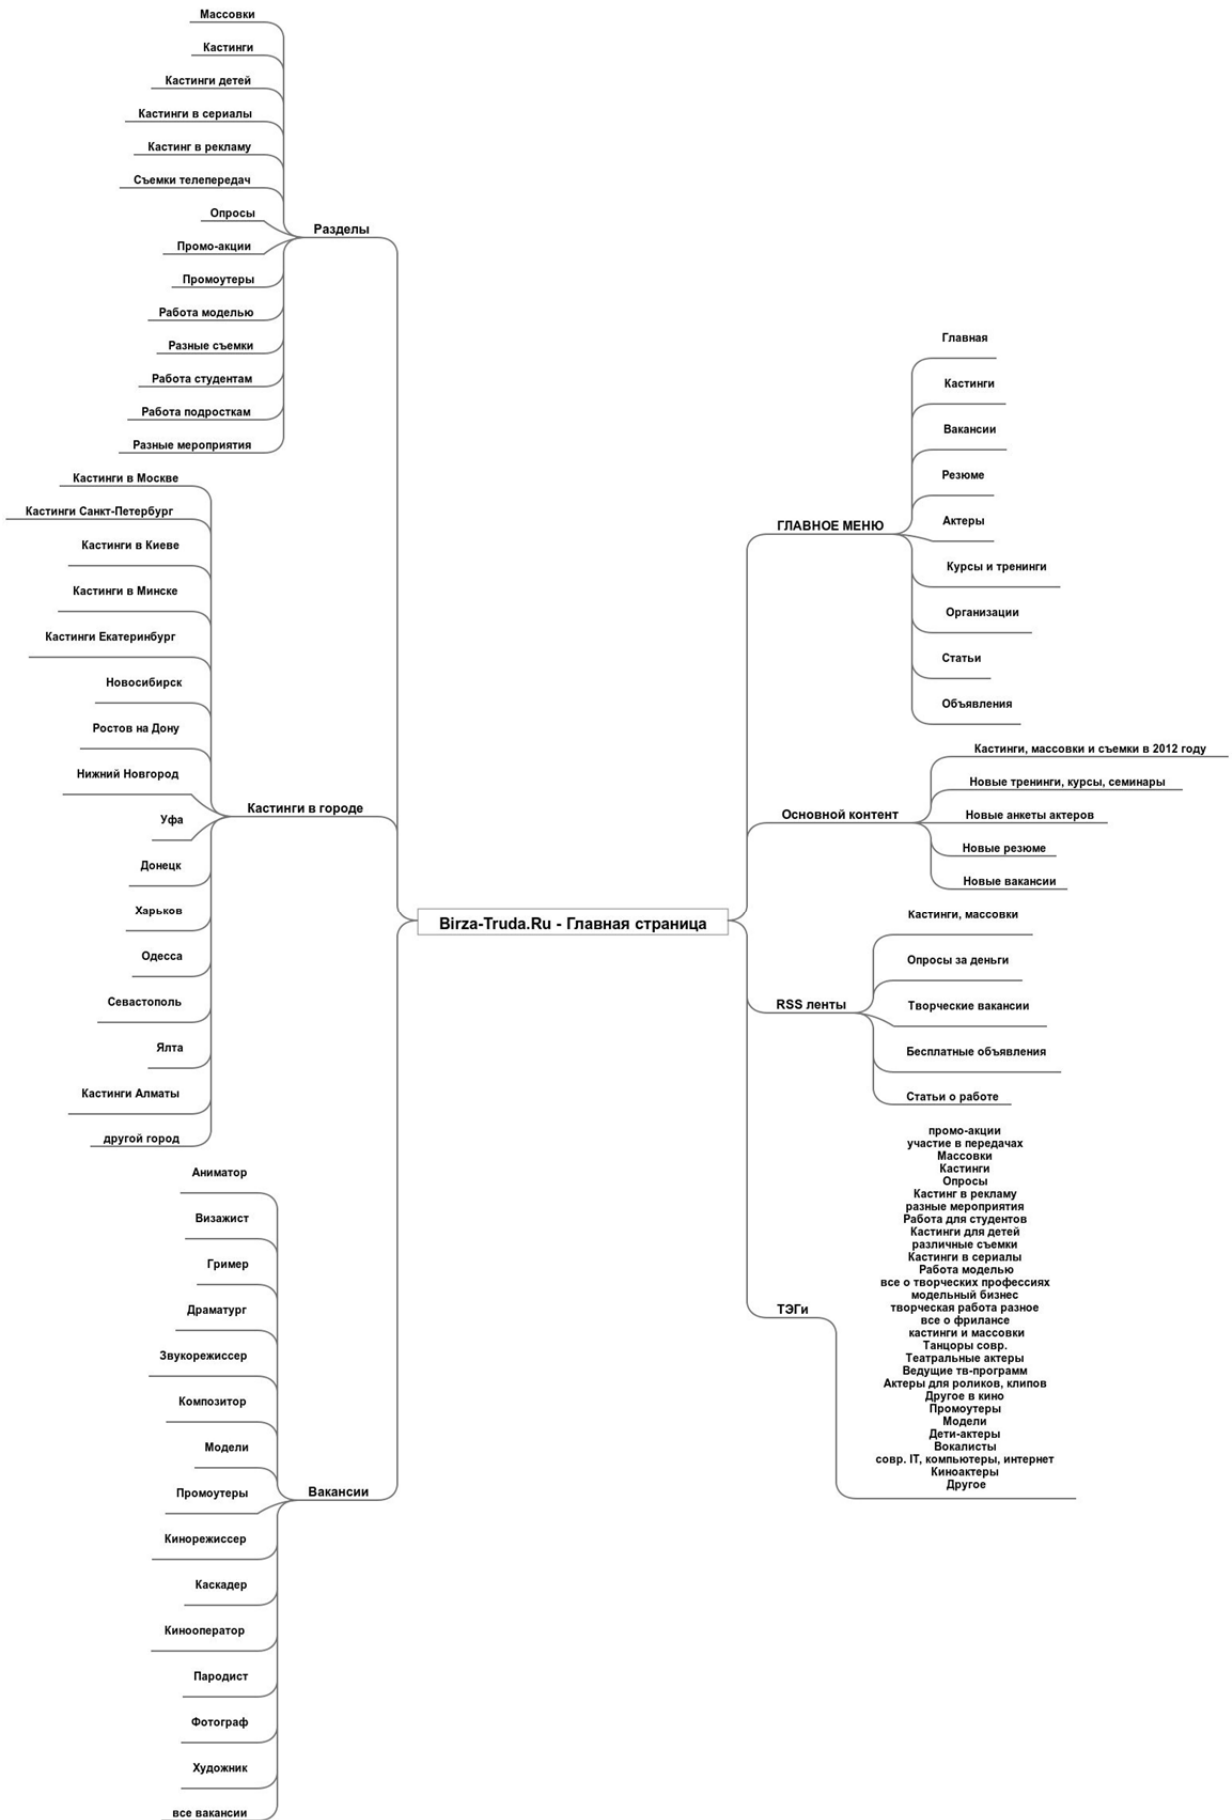 Массовки
Кастинги
Кастинги детей
Кастинги в сериалы
Кастинг в рекламу
Съемки телепередач
Опросы
Промо-акции
Промоутеры
Работа моделью
Разные съемки
Работа студентам
Работа подросткам
Разные мероприятия
Разделы
Кастинги в Москве
Кастинги Санкт-Петербург
Кастинги в Киеве
Кастинги в Минске
Кастинги Екатеринбург
Новосибирск
Ростов на Дону
Нижний Новгород
Уфа
Донецк
Харьков
Одесса
Севастополь
Ялта
Кастинги Алматы
другой город
Кастинги в городе
Аниматор
Визажист
Гример
Драматург
Звукорежиссер
Композитор
Модели
Промоутеры
Кинорежиссер
Каскадер
Кинооператор
Пародист
Фотограф
Художник
все вакансии
Вакансии
Birza-Truda.Ru - Главная страница
ГЛАВНОЕ МЕНЮ
Главная
Кастинги
Вакансии
Резюме
Актеры
Курсы и тренинги
Организации
Статьи
Объявления
Основной контент
Кастинги, массовки и съемки в 2012 году
Новые тренинги, курсы, семинары
Новые анкеты актеров
Новые резюме
Новые вакансии
RSS ленты
Кастинги, массовки
Опросы за деньги
Творческие вакансии
Бесплатные объявления
Статьи о работе
ТЭГи
промо-акции
участие в передачах
Массовки
Кастинги
Опросы
Кастинг в рекламу
разные мероприятия
Работа для студентов
Кастинги для детей
различные съемки
Кастинги в сериалы
Работа моделью
все о творческих профессиях
модельный бизнес
творческая работа разное
все о фрилансе
кастинги и массовки
Танцоры совр.
Театральные актеры
Ведущие тв-программ
Актеры для роликов, клипов
Другое в кино
Промоутеры
Модели
Дети-актеры
Вокалисты
совр. IT, компьютеры, интернет
Киноактеры
Другое